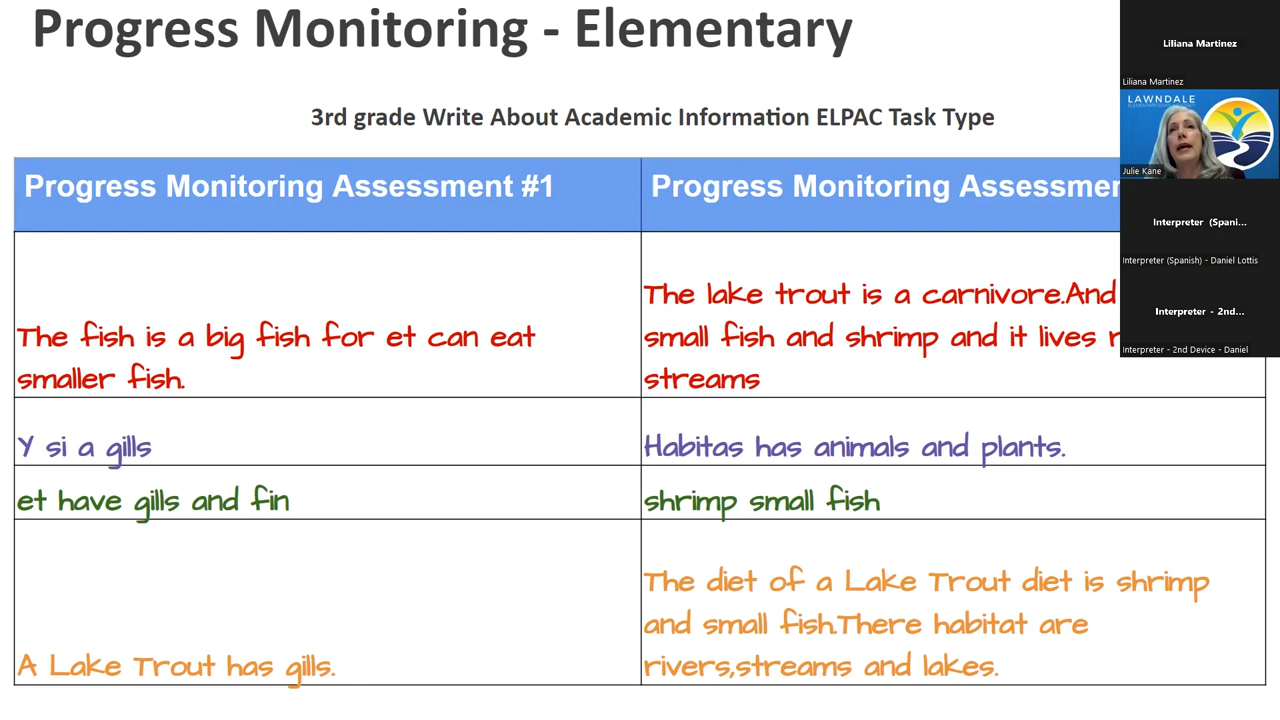 Progress Monitoring - Elementary
3rd grade Write About Academic Information ELPAC Task Type
Progress Monitoring Assessment #1
Progress Monitoring
The fish is a big fish for et can eat
smaller fish.
The lake trout is a carnivore.And
small fish and shrimp and it lives
streams
Y si a gills
Habitas has animals and plants.
et have gills and fin
shrimp small fish
A Lake Trout has gills.
The diet of a Lake Trout diet is shrimp
and small fish.There habitat are
rivers,streams and lakes.
Liliana Martinez
Liliana Martinez
LAWNDALE
Julie Kane
Interpreter (Spani...
Interpreter (Spanish) - Daniel Lottis
Interpreter - 2nd...
Interpreter - 2nd Device - Daniel